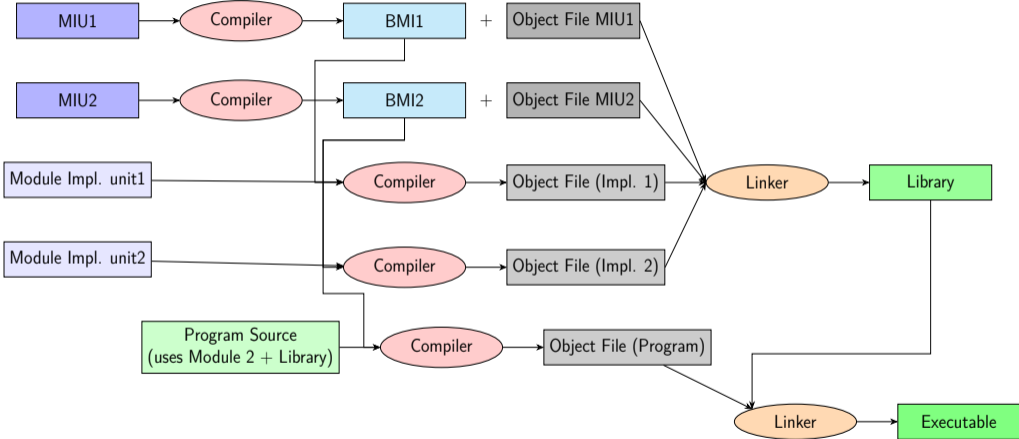 MIU1
Compiler
BMI1
+
Object File MIU1
MIU2
Compiler
BMI2
+
Object File MIU2
Module Impl. unit1
Compiler
Object File (Impl. 1)
Linker
Library
Module Impl. unit2
Compiler
Object File (Impl. 2)
Program Source
(uses Module 2 + Library)
Compiler
Object File (Program)
Linker
Executable